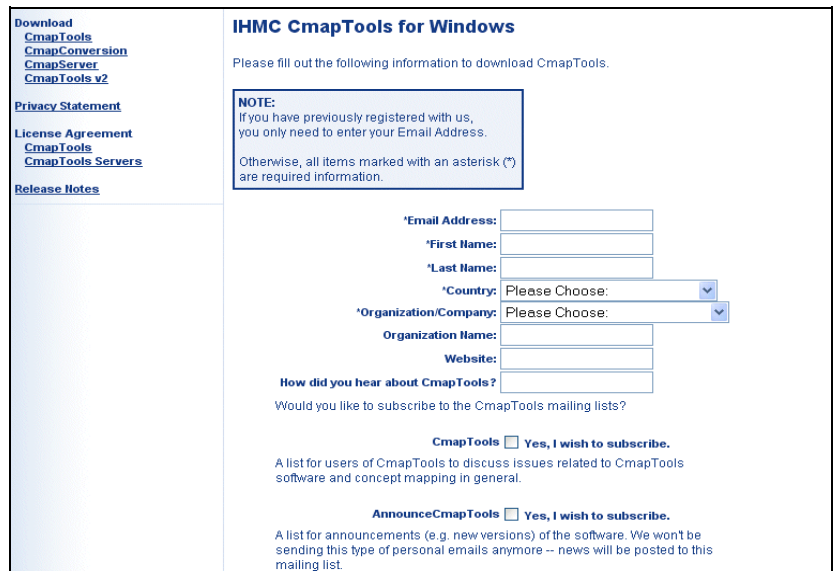 Download
CmapTools
CmapConversion
CmapServer
CmapTools v2
Privacy Statement
License Agreement
CmapTools
CmapTools Servers
Release Notes
IHMC CmapTools for Windows
Please fill out the following information to download CmapTools.
NOTE:
If you have previously registered with us,
you only need to enter your Email Address.
Otherwise, all items marked with an asterisk (*)
are required information.
*Email Address:
*First Name:
*Last Name:
*Country: Please Choose:
*Organization/Company: Please Choose:
Organization Name:
Website:
How did you hear about CmapTools?
Would you like to subscribe to the CmapTools mailing lists?
CmapTools Yes, I wish to subscribe.
A list for users of CmapTools to discuss issues related to CmapTools
software and concept mapping in general.
AnnounceCmapTools Yes, I wish to subscribe.
A list for announcements (e.g. new versions) of the software. We won't be
sending this type of personal emails anymore -- news will be posted to this
mailing list.